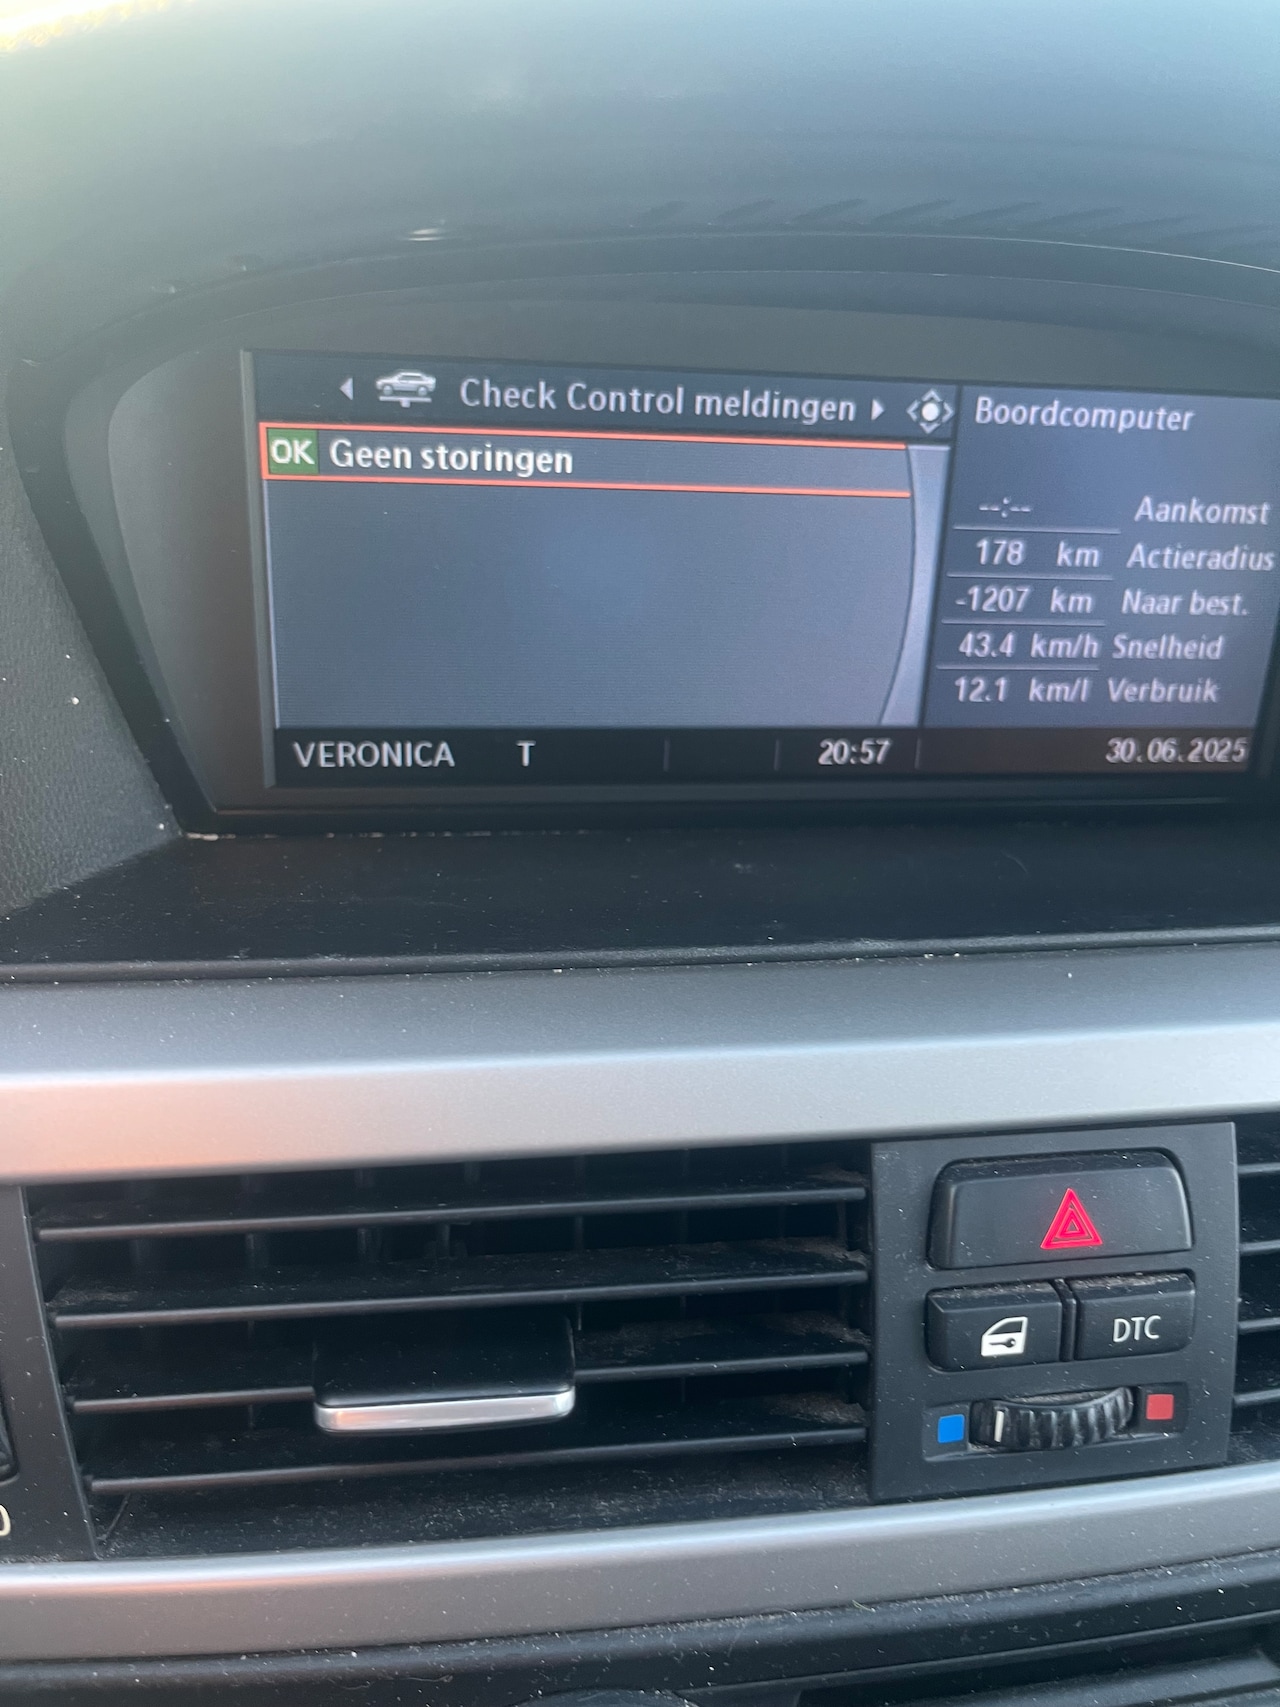 Check Control meldingen
OK Geen storingen
Boordcomputer
--:-- Aankomst
178 km Actieradius
-1207 km Naar best.
43.4 km/h Snelheid
12.1 km/l Verbruik
VERONICA T 20:57 30.06.2025
DTC